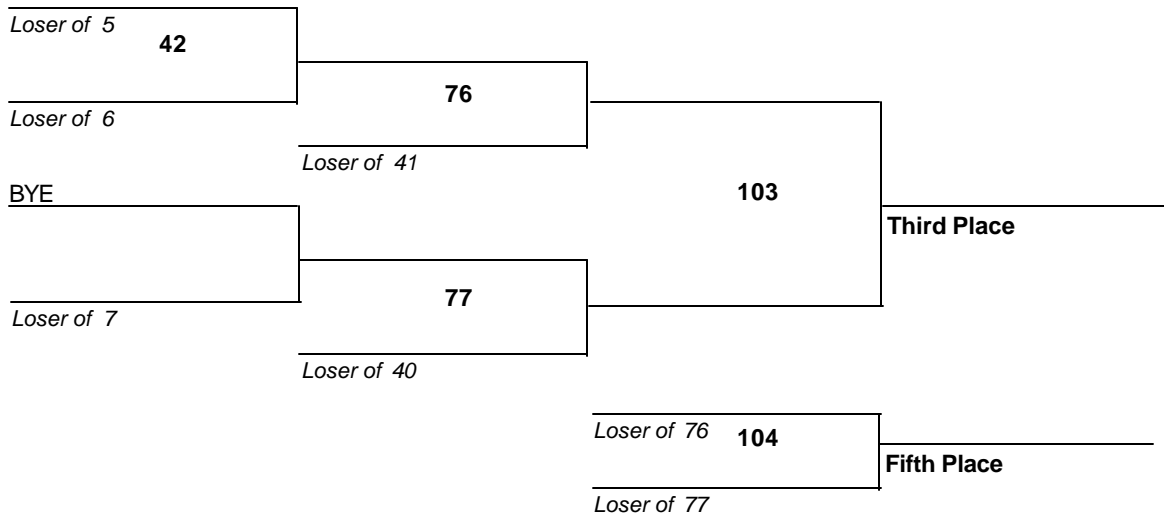 Loser of 5
42
Loser of 6
76
Loser of 41
BYE
103
Third Place
Loser of 7
77
Loser of 40
Loser of 76
104
Fifth Place
Loser of 77